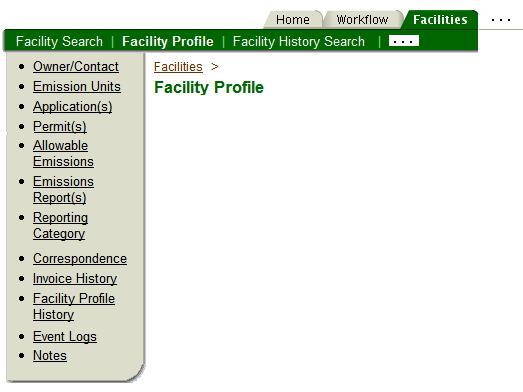 Home Workflow Facilities ...
Facility Search | Facility Profile | Facility History Search | ...
Facilities >
Facility Profile
• Owner/Contact
• Emission Units
• Application(s)
• Permit(s)
• Allowable
Emissions
• Emissions
Report(s)
• Reporting
Category
• Correspondence
• Invoice History
• Facility Profile
History
• Event Logs
• Notes